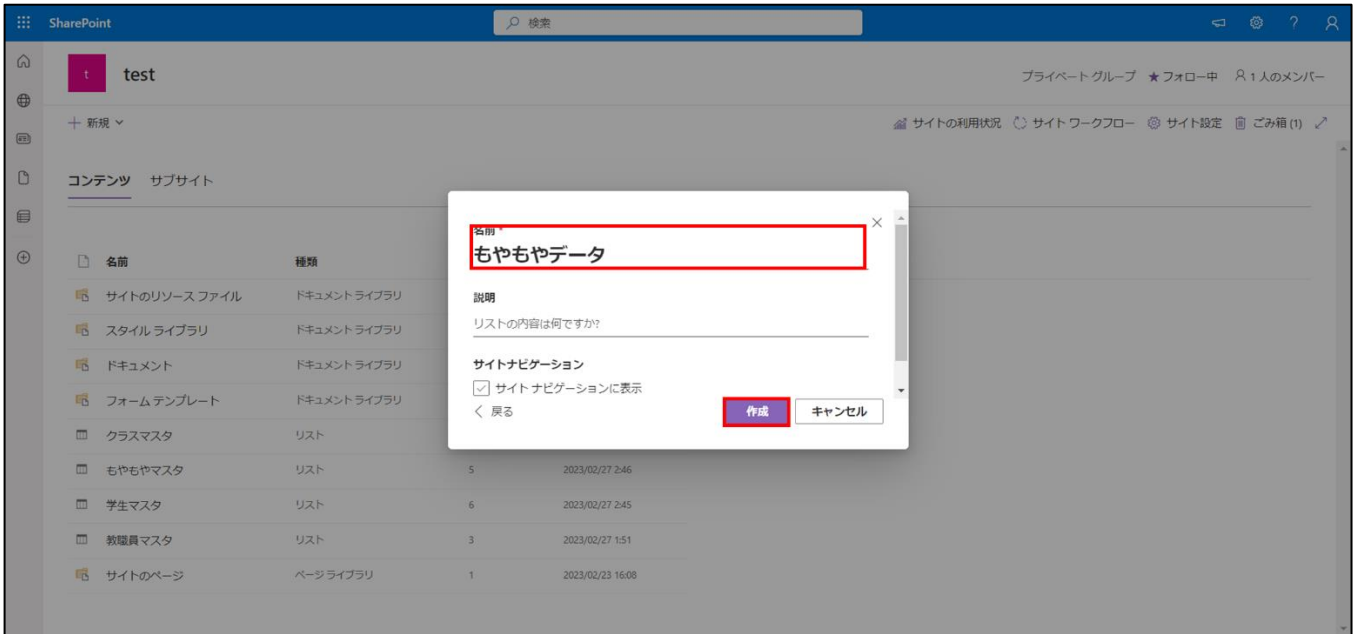 SharePoint
検索
t
test
プライベート グループ ★ フォロー中 1 人のメンバー
+ 新規
サイトの利用状況 サイト ワークフロー サイト設定 ごみ箱 (1)
コンテンツ サブサイト
名前 種類
サイトのリソース ファイル ドキュメント ライブラリ
スタイル ライブラリ ドキュメント ライブラリ
ドキュメント ドキュメント ライブラリ
フォーム テンプレート ドキュメント ライブラリ
クラスマスタ リスト
もやもやマスタ リスト 5 2023/02/27 2:46
学生マスタ リスト 6 2023/02/27 2:45
教職員マスタ リスト 3 2023/02/27 1:51
サイトのページ ページ ライブラリ 1 2023/02/23 16:08
名前 *
もやもやデータ
説明
リストの内容は何ですか?
サイトナビゲーション
サイト ナビゲーションに表示
戻る 作成 キャンセル